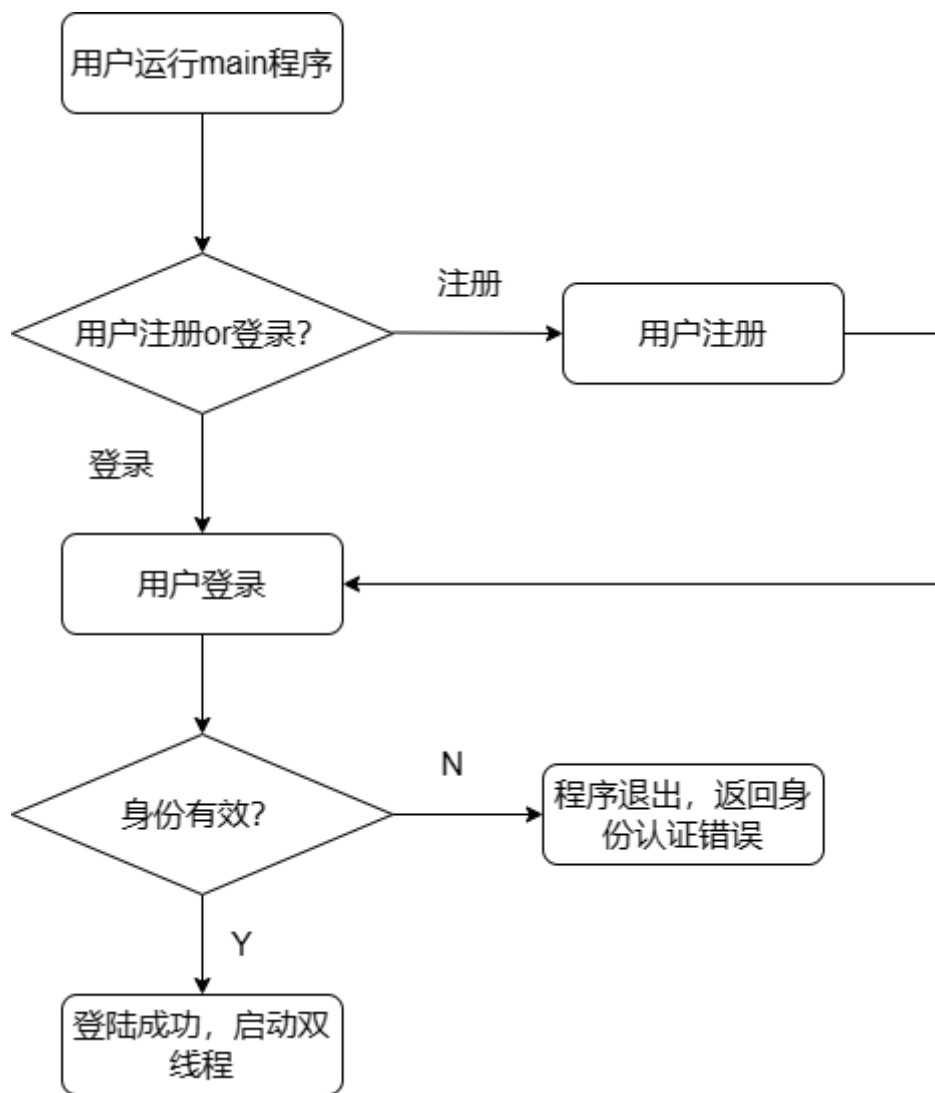 用户运行main程序
注册
用户注册or登录?
用户注册
登录
用户登录
N
身份有效?
程序退出，返回身
份认证错误
Y
登陆成功，启动双
线程